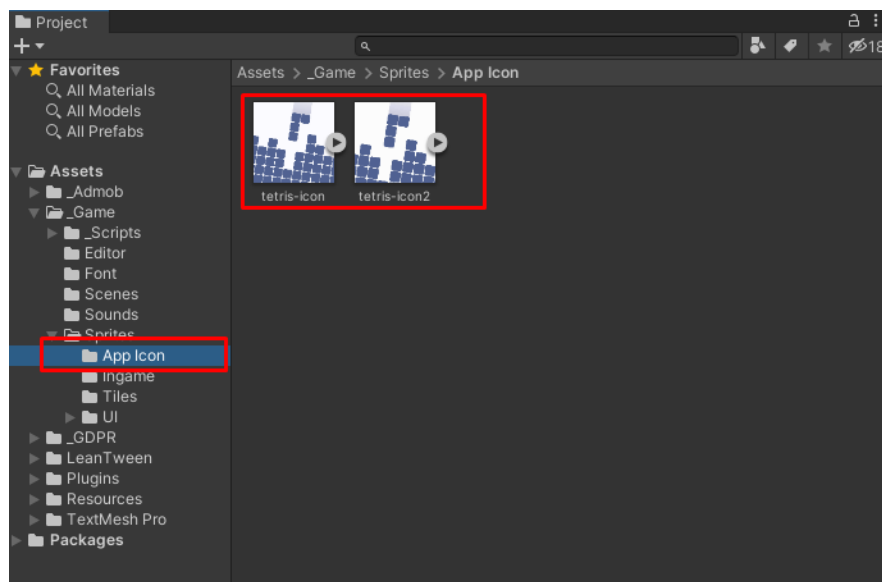 Project
18
Favorites
All Materials
All Models
All Prefabs
Assets
_Admob
_Game
_Scripts
Editor
Font
Scenes
Sounds
Sprites
App Icon
Ingame
Tiles
UI
_GDPR
LeanTween
Plugins
Resources
TextMesh Pro
Packages
Assets > _Game > Sprites > App Icon
tetris-icon tetris-icon2